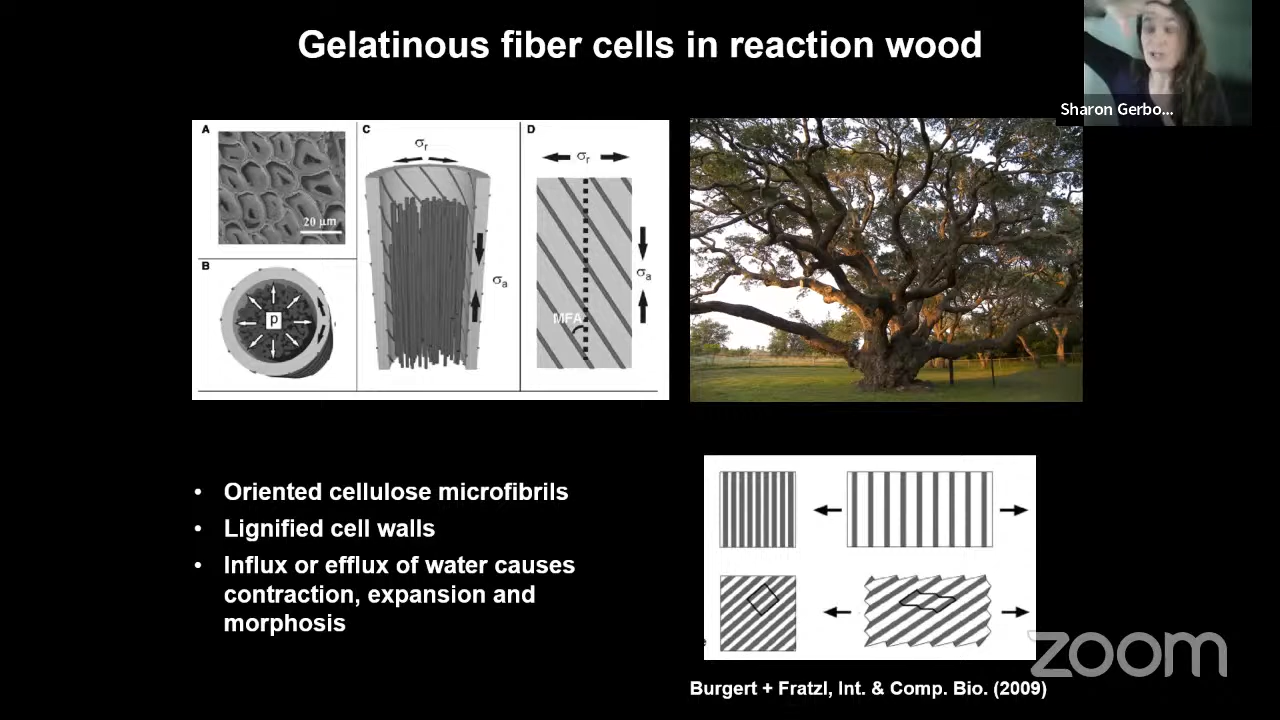 Gelatinous fiber cells in reaction wood
Sharon Gerbo...
A
20 μm
B
p
C
σr
σa
D
σr
σa
MFA
• Oriented cellulose microfibrils
• Lignified cell walls
• Influx or efflux of water causes
contraction, expansion and
morphosis
e
zoom
Burgert + Fratzl, Int. & Comp. Bio. (2009)